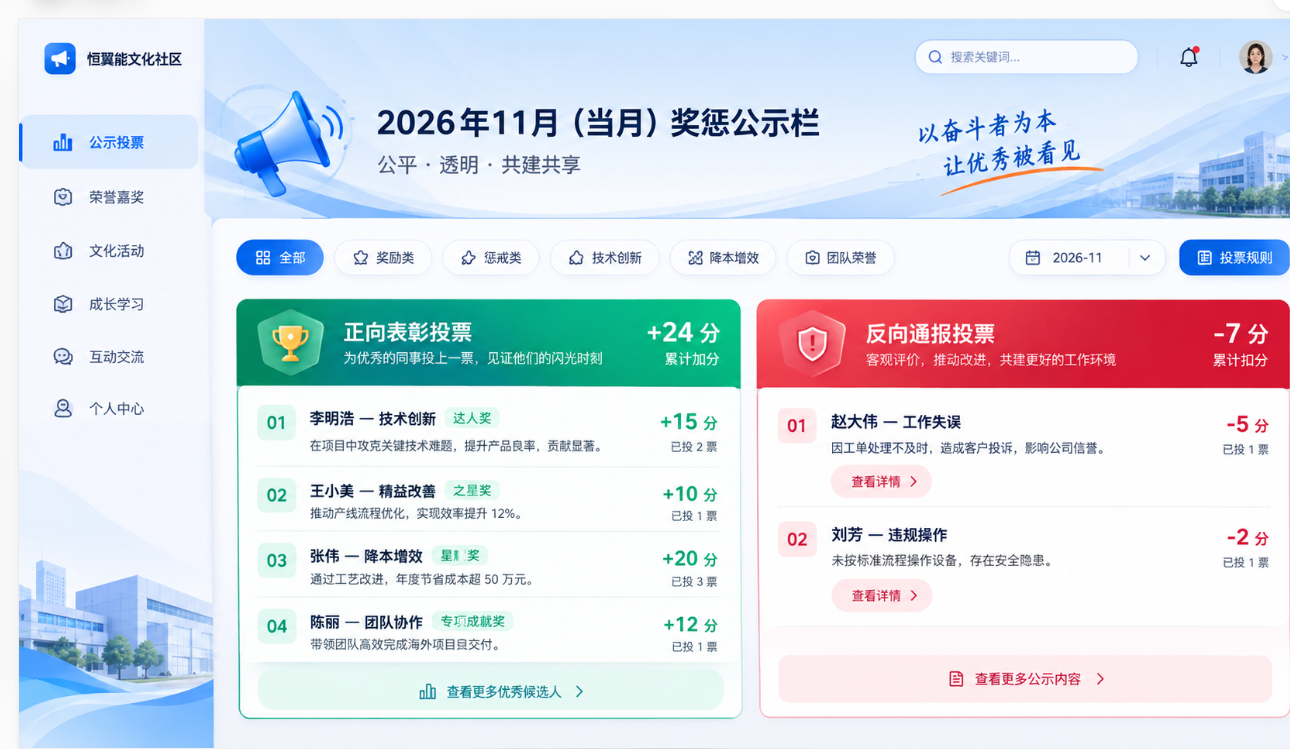 恒翼能文化社区
搜索关键词...
公示投票
荣誉嘉奖
文化活动
成长学习
互动交流
个人中心
2026年11月（当月）奖惩公示栏
公平 · 透明 · 共建共享
以奋斗者为本
让优秀被看见
全部
奖励类
惩戒类
技术创新
降本增效
团队荣誉
2026-11
投票规则
正向表彰投票
为优秀的同事投上一票，见证他们的闪光时刻
+24 分
累计加分
01
李明浩 — 技术创新 达人奖
在项目中攻克关键技术难题，提升产品良率，贡献显著。
+15 分
已投 2 票
02
王小美 — 精益改善 之星奖
推动产线流程优化，实现效率提升 12%。
+10 分
已投 1 票
03
张伟 — 降本增效 星 奖
通过工艺改进，年度节省成本超 50 万元。
+20 分
已投 3 票
04
陈丽 — 团队协作 专项成就奖
带领团队高效完成海外项目交付。
+12 分
已投 1 票
查看更多优秀候选人
反向通报投票
客观评价，推动改进，共建更好的工作环境
-7 分
累计扣分
01
赵大伟 — 工作失误
因工单处理不及时，造成客户投诉，影响公司信誉。
-5 分
已投 1 票
查看详情
02
刘芳 — 违规操作
未按标准流程操作设备，存在安全隐患。
-2 分
已投 1 票
查看详情
查看更多公示内容